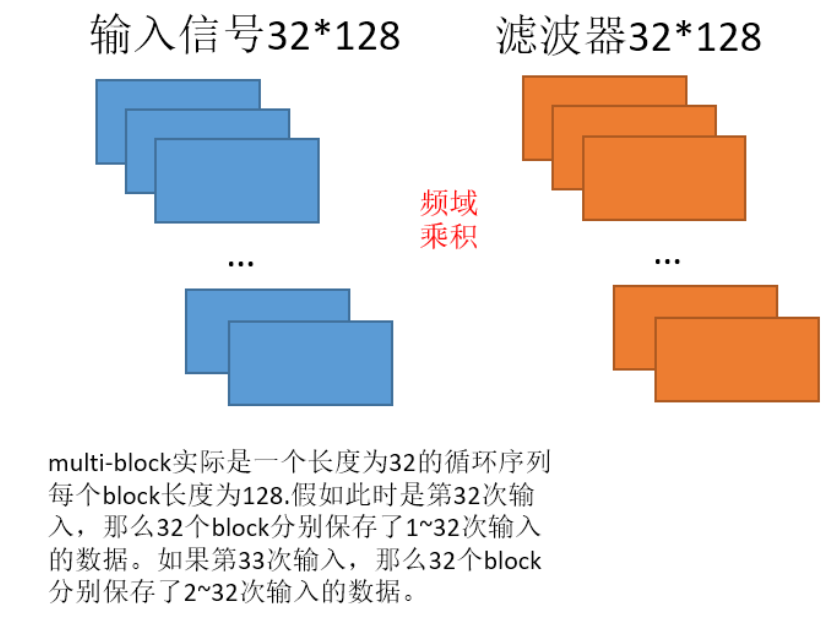 输入信号32*128
滤波器32*128
频域
乘积
...
...
multi-block实际是一个长度为32的循环序列
每个block长度为128.假如此时是第32次输
入，那么32个block分别保存了1~32次输入
的数据。如果第33次输入，那么32个block
分别保存了2~32次输入的数据。